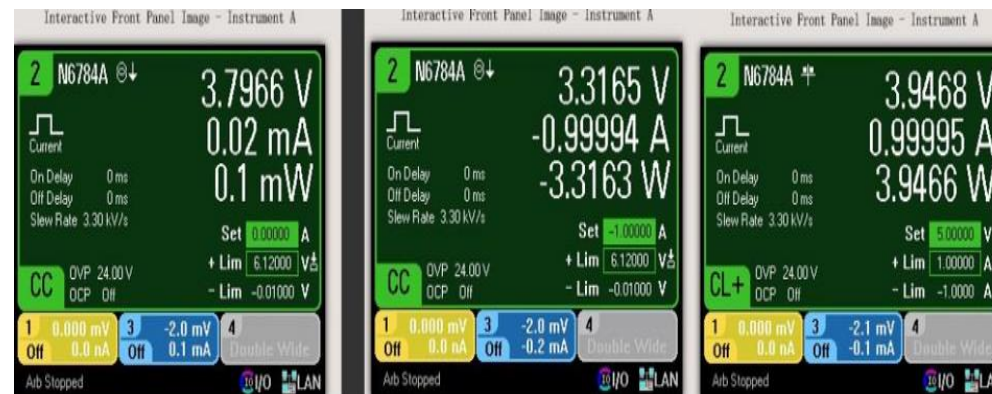 Interactive Front Panel Image - Instrument A
2 N6784A
3.7966 V
Current
0.02 mA
0.1 mW
On Delay 0 ms
Off Delay 0 ms
Slew Rate 3.30 kV/s
Set 0.00000 A
+ Lim 6.12000 V
- Lim -0.01000 V
CC
OVP 24.00 V
OCP Off
1 0.000 mV
Off 0.0 nA
3 -2.0 mV
Off 0.1 mA
4
Double Wide
Arb Stopped
IO I/O LAN
Interactive Front Panel Image - Instrument A
2 N6784A
3.3165 V
Current
-0.99994 A
-3.3163 W
On Delay 0 ms
Off Delay 0 ms
Slew Rate 3.30 kV/s
Set -1.00000 A
+ Lim 6.12000 V
- Lim -0.01000 V
CC
OVP 24.00 V
OCP Off
1 0.000 mV
Off 0.0 nA
3 -2.0 mV
Off -0.2 mA
4
Double Wide
Arb Stopped
IO I/O LAN
Interactive Front Panel Image - Instrument A
2 N6784A
3.9468 V
Current
0.99995 A
3.9466 W
On Delay 0 ms
Off Delay 0 ms
Slew Rate 3.30 kV/s
Set 5.00000 V
+ Lim 1.00000 A
- Lim -1.0000 A
CL+
OVP 24.00 V
OCP Off
1 0.000 mV
Off 0.0 nA
3 -2.1 mV
Off -0.1 mA
4
Double Wide
Arb Stopped
IO I/O LA